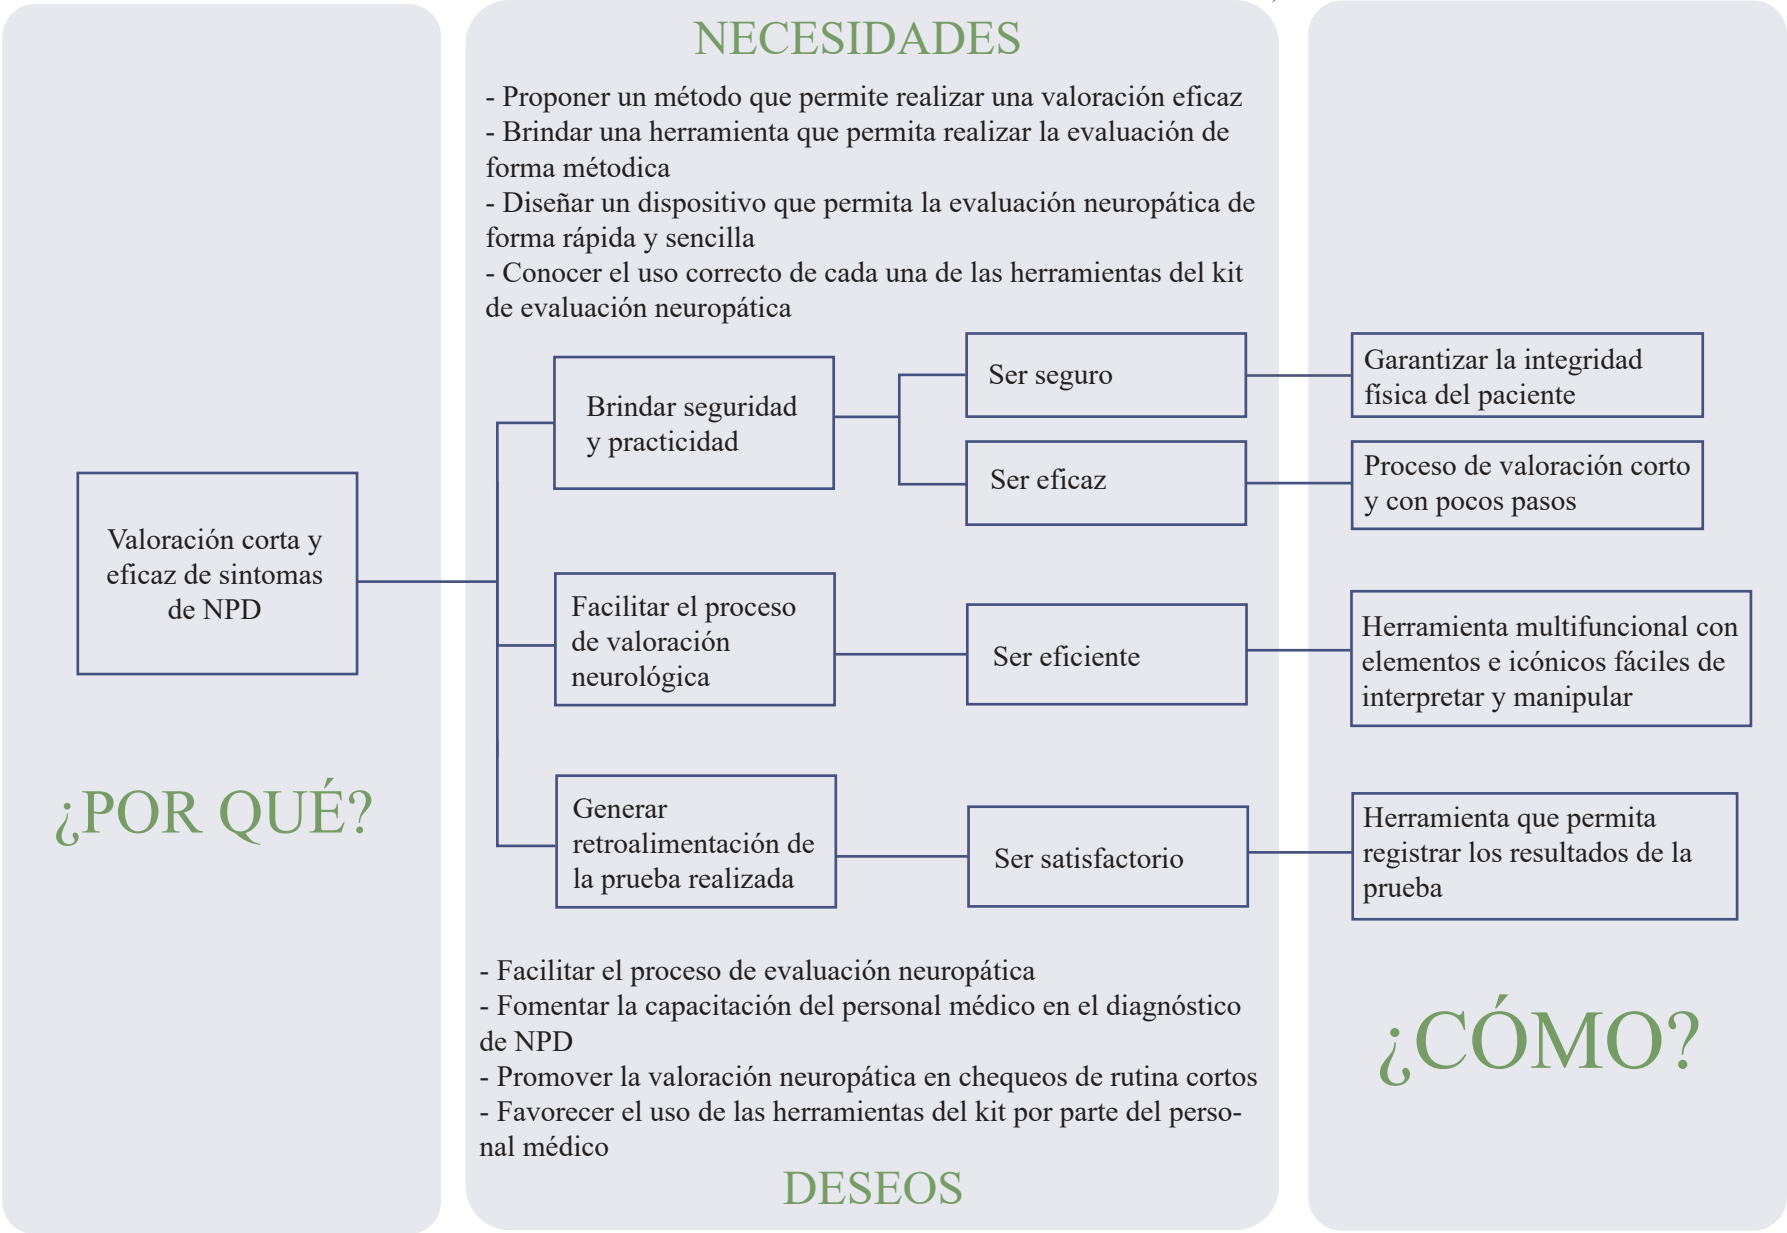 NECESIDADES
- Proponer un método que permite realizar una valoración eficaz
- Brindar una herramienta que permita realizar la evaluación de
forma métodica
- Diseñar un dispositivo que permita la evaluación neuropática de
forma rápida y sencilla
- Conocer el uso correcto de cada una de las herramientas del kit
de evaluación neuropática
Valoración corta y
eficaz de sintomas
de NPD
¿POR QUÉ?
Brindar seguridad
y practicidad
Ser seguro
Garantizar la integridad
física del paciente
Ser eficaz
Proceso de valoración corto
y con pocos pasos
Facilitar el proceso
de valoración
neurológica
Ser eficiente
Herramienta multifuncional con
elementos e icónicos fáciles de
interpretar y manipular
Generar
retroalimentación de
la prueba realizada
Ser satisfactorio
Herramienta que permita
registrar los resultados de la
prueba
- Facilitar el proceso de evaluación neuropática
- Fomentar la capacitación del personal médico en el diagnóstico
de NPD
- Promover la valoración neuropática en chequeos de rutina cortos
- Favorecer el uso de las herramientas del kit por parte del perso-
nal médico
DESEOS
¿CÓMO?